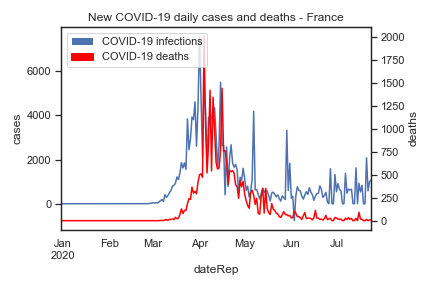 New COVID-19 daily cases and deaths - France
COVID-19 infections
COVID-19 deaths
6000
4000
2000
0
cases
2000
1750
1500
1250
1000
750
500
250
0
deaths
Jan Feb Mar Apr May Jun Jul
2020
dateRep